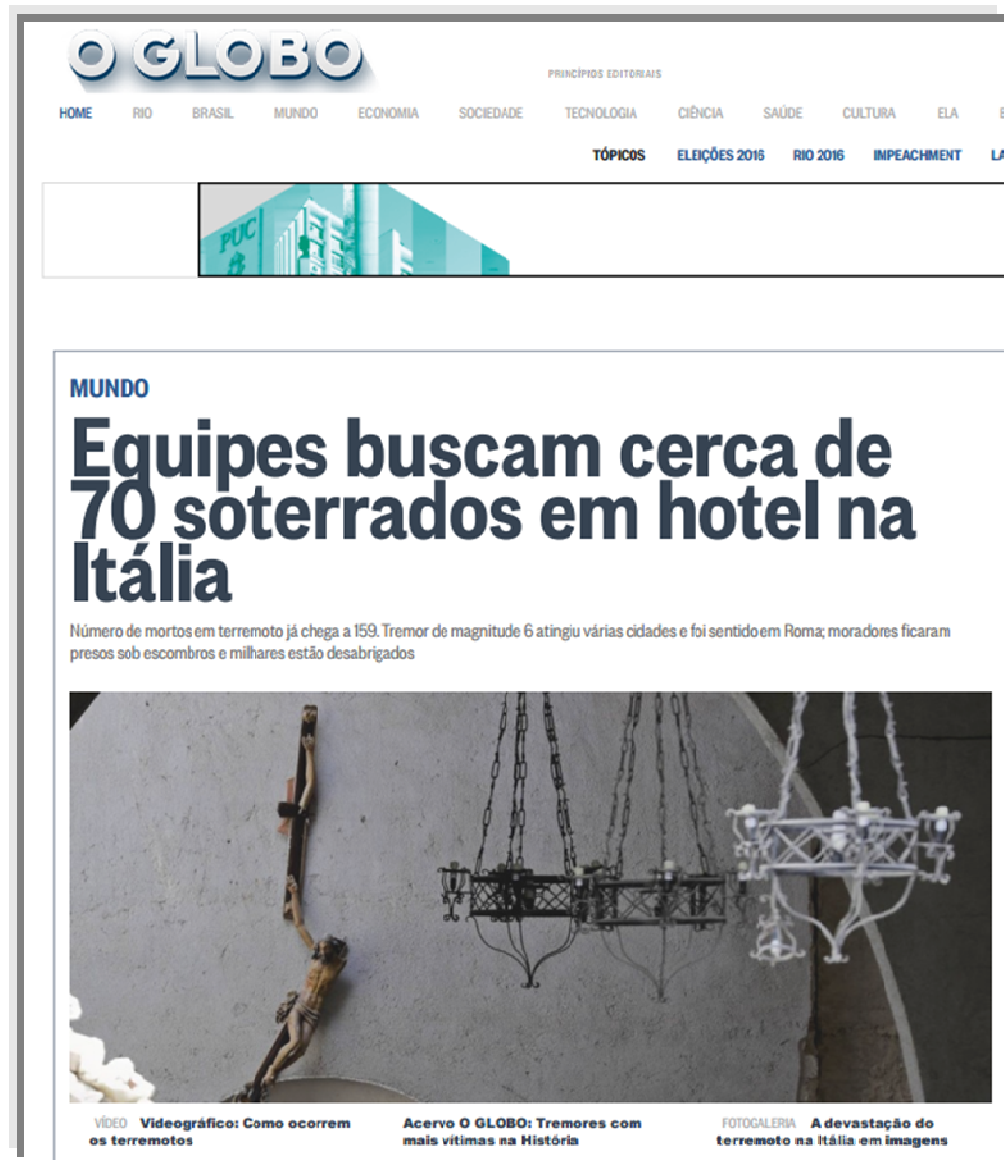 O GLOBO
PRINCÍPIOS EDITORIAIS
HOME RIO BRASIL MUNDO ECONOMIA SOCIEDADE TECNOLOGIA CIÊNCIA SAÚDE CULTURA ELA
TÓPICOS ELEIÇÕES 2016 RIO 2016 IMPEACHMENT LA
PUC
MUNDO
Equipes buscam cerca de
70 soterrados em hotel na
Itália
Número de mortos em terremoto já chega a 159. Tremor de magnitude 6 atingiu várias cidades e foi sentido em Roma; moradores ficaram
presos sob escombros e milhares estão desabrigados
VÍDEO Videográfico: Como ocorrem
os terremotos
Acervo O GLOBO: Tremores com
mais vítimas na História
FOTOGALERIA A devastação do
terremoto na Itália em imagens